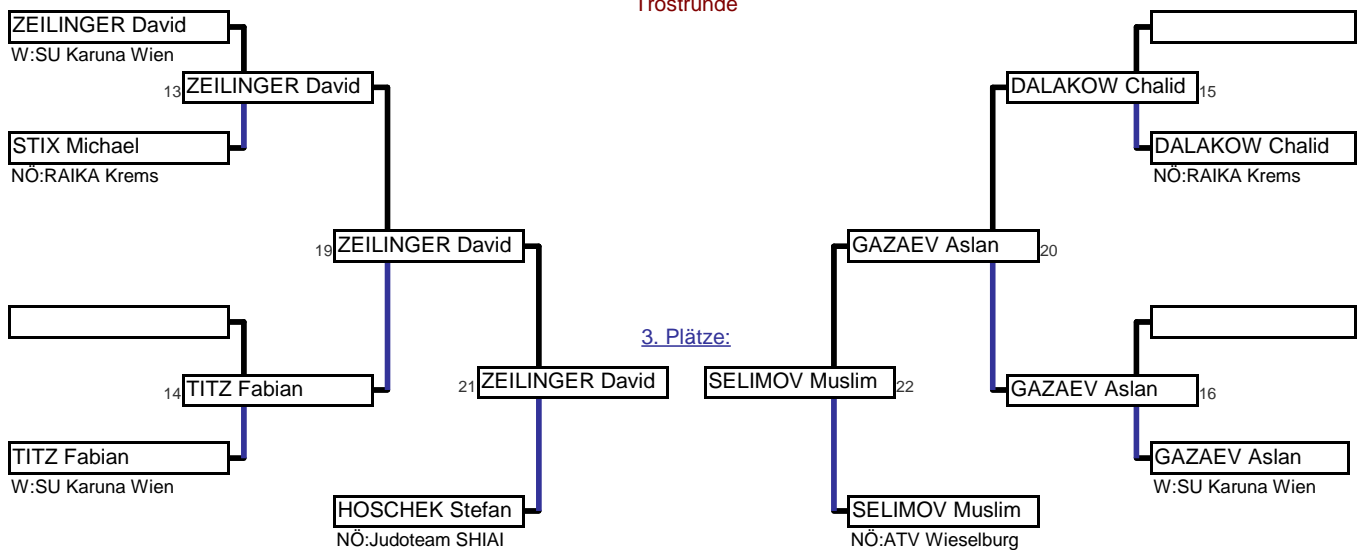 Trostrunde
ZEILINGER David
W:SU Karuna Wien
13 ZEILINGER David
DALAKOW Chalid 15
STIX Michael
NÖ:RAIKA Krems
DALAKOW Chalid
NÖ:RAIKA Krems
19 ZEILINGER David
GAZAEV Aslan 20
3. Plätze:
14 TITZ Fabian
21 ZEILINGER David
SELIMOV Muslim 22
GAZAEV Aslan 16
TITZ Fabian
W:SU Karuna Wien
GAZAEV Aslan
W:SU Karuna Wien
HOSCHEK Stefan
NÖ:Judoteam SHIAI
SELIMOV Muslim
NÖ:ATV Wieselburg